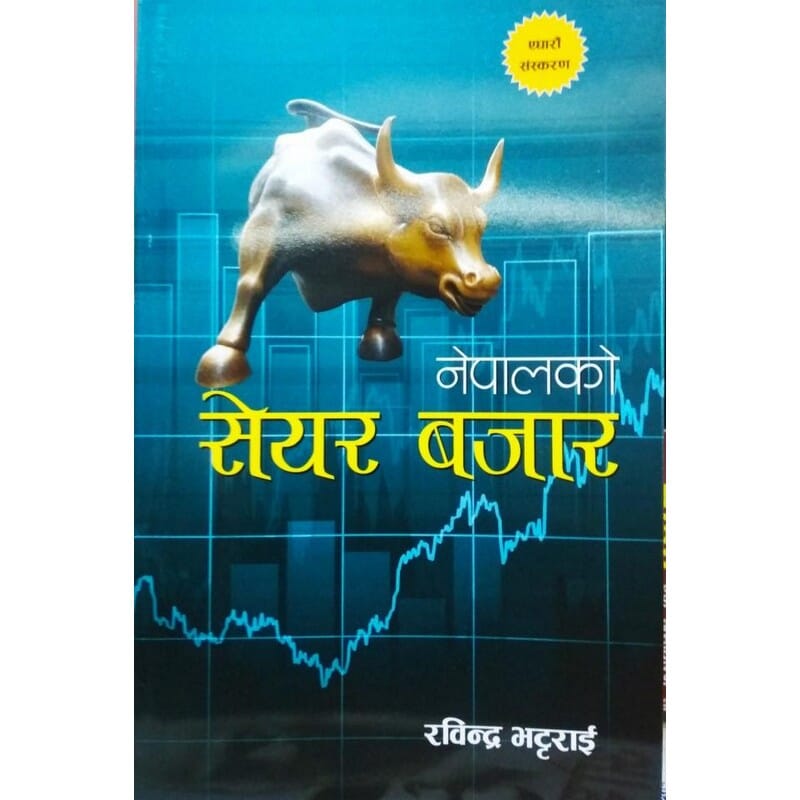 एघारौं
संस्करण
नेपालको
सेयर बजार
रविन्द्र भट्टराई